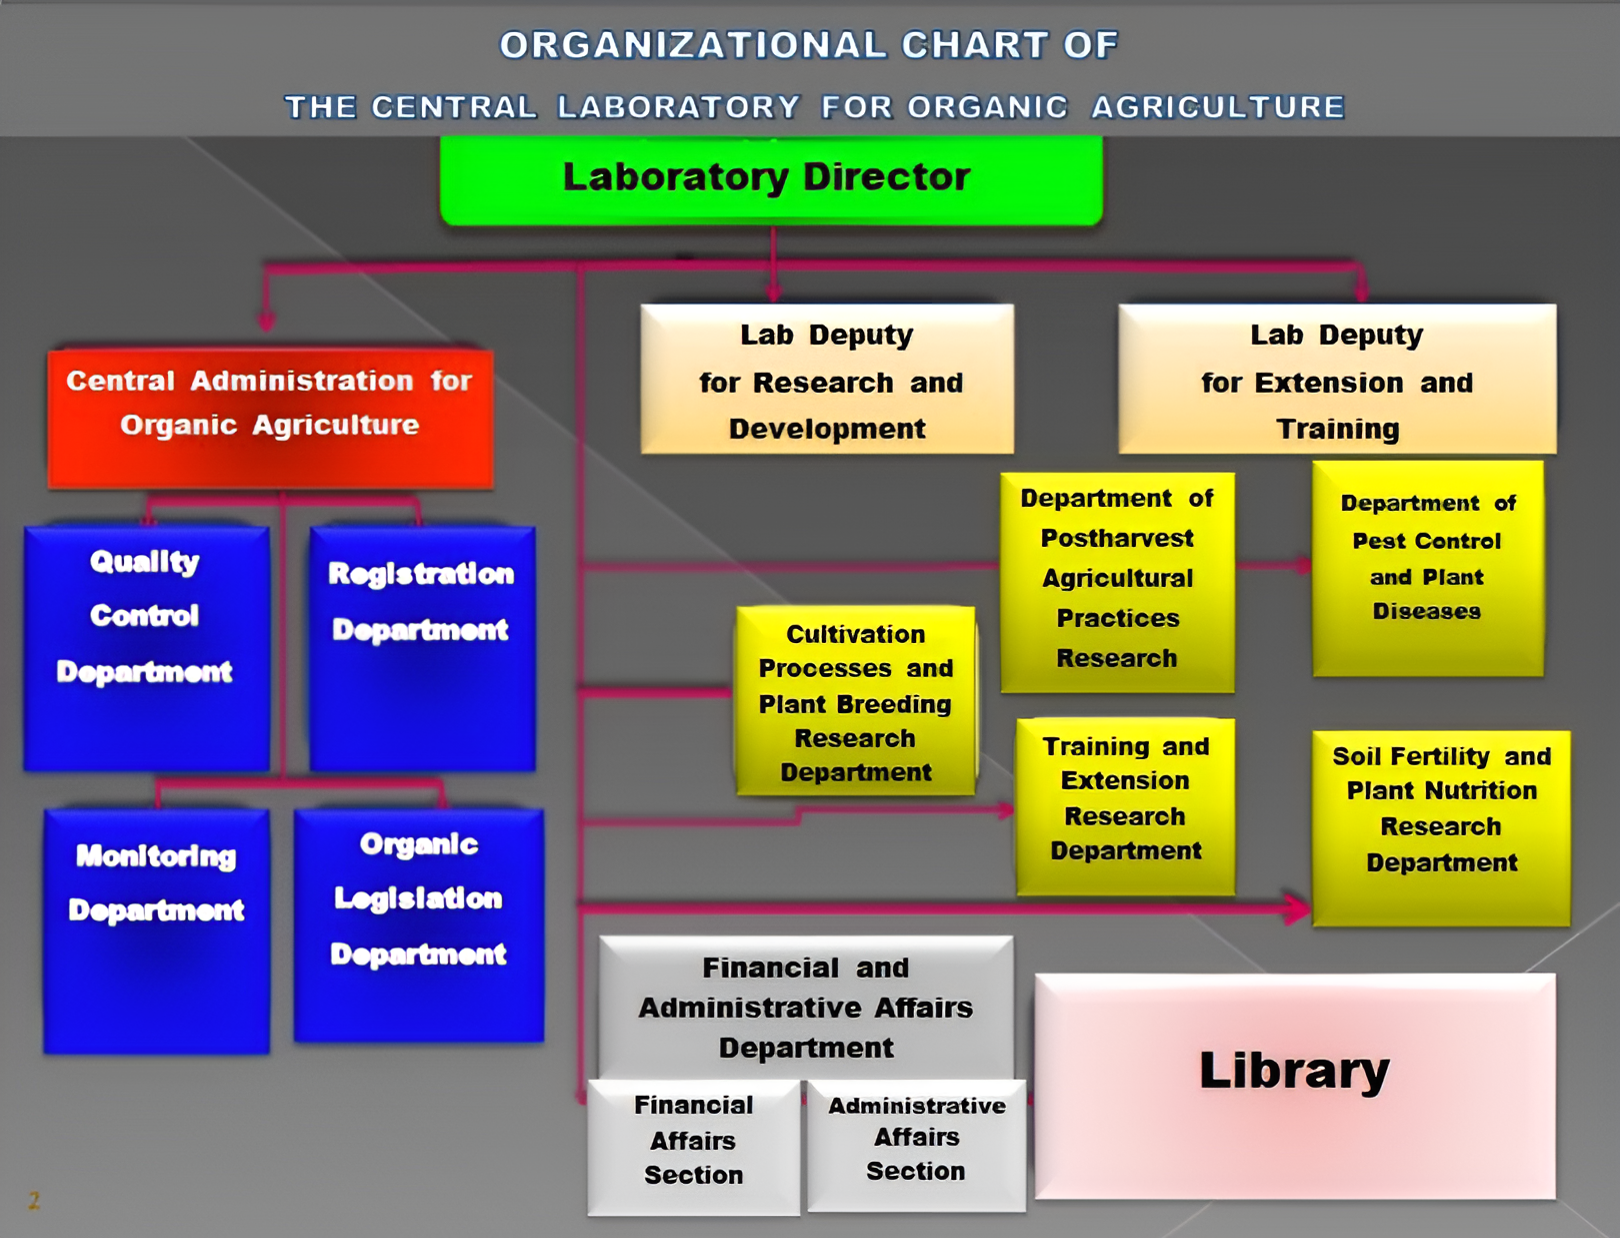 ORGANIZATIONAL CHART OF
THE CENTRAL LABORATORY FOR ORGANIC AGRICULTURE
Laboratory Director
Central Administration for
Organic Agriculture
Lab Deputy
for Research and
Development
Lab Deputy
for Extension and
Training
Quality
Control
Department
Registration
Department
Monitoring
Department
Organic
Legislation
Department
Department of
Postharvest
Agricultural
Practices
Research
Department of
Pest Control
and Plant
Diseases
Cultivation
Processes and
Plant Breeding
Research
Department
Training and
Extension
Research
Department
Soil Fertility and
Plant Nutrition
Research
Department
Financial and
Administrative Affairs
Department
Financial
Affairs
Section
Administrative
Affairs
Section
Library
2